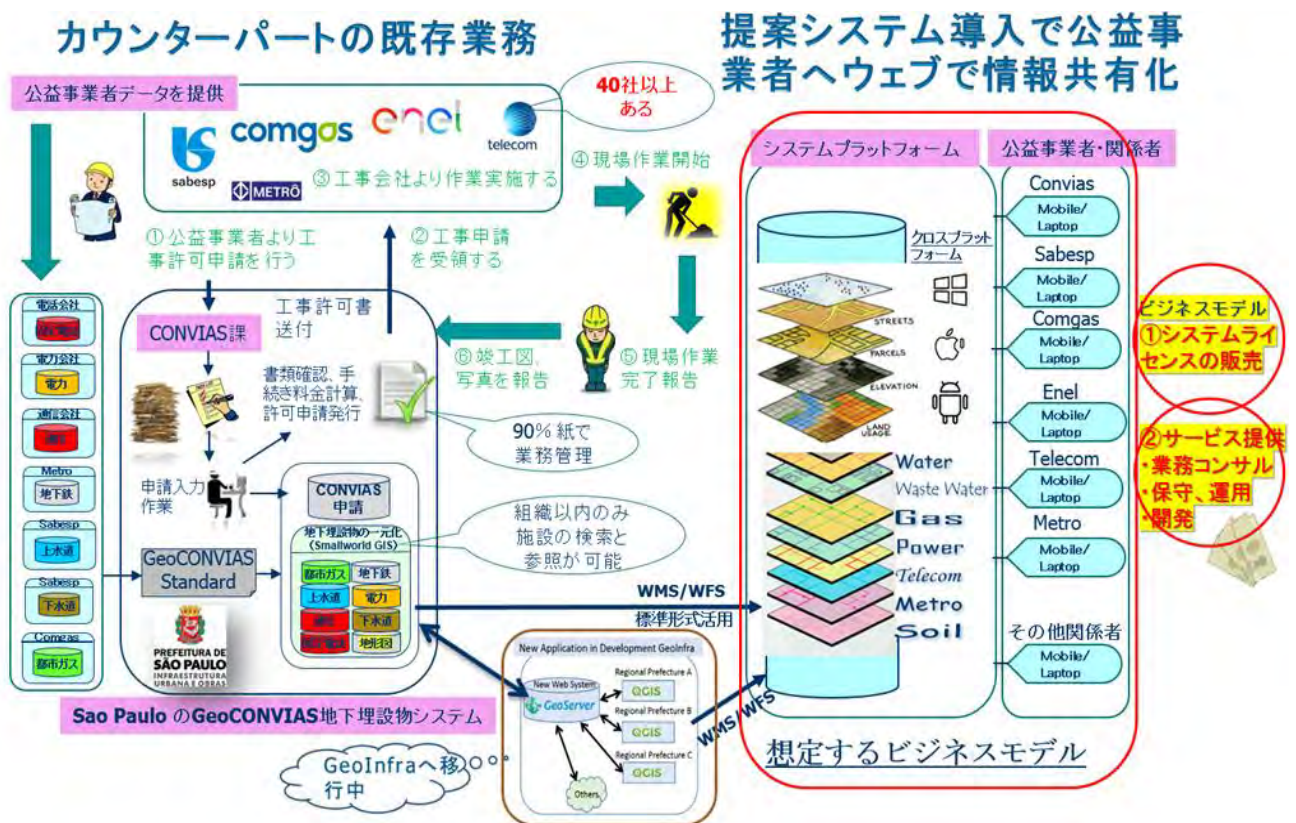 カウンターパートの既存業務
提案システム導入で公益事
業者へウェブで情報共有化
公益事業者データを提供
sabesp
comgas
enel
telecom
METRÔ
40社以上
ある
③工事会社より作業実施する
④現場作業開始
①公益事業者より工
事許可申請を行う
②工事申請
を受領する
工事許可書
送付
CONVIAS課
書類確認、手
続き料金計算、
許可申請発行
⑥竣工図、
写真を報告
⑤現場作業
完了報告
90%紙で
業務管理
申請入力
作業
CONVIAS
申請
地下埋設物の一元化
(Smallworld GIS)
都市ガス
地下鉄
上水道
電力
通信
下水道
地形図
組織以内のみ
施設の検索と
参照が可能
GeoCONVIAS
Standard
PREFEITURA DE
SÃO PAULO
INFRAESTRUTURA
URBANA E OBRAS
電話会社
電力会社
電力
通信会社
通信
Metro
地下鉄
Sabesp
上水道
Sabesp
下水道
Comgas
都市ガス
Sao Paulo のGeoCONVIAS地下埋設物システム
GeoInfraへ移
行中
WMS/WFS
標準形式活用
New Application in Development GeoInfra
New Web System
GeoServer
Regional Prefecture A
QGIS
Regional Prefecture B
QGIS
Regional Prefecture C
QGIS
Others
WMS/WFS
システムプラットフォーム
クロスプラット
フォーム
STREETS
PARCELS
ELEVATION
LAND
USAGE
Water
Waste Water
Gas
Power
Telecom
Metro
Soil
公益事業者・関係者
Convias
Mobile/
Laptop
Sabesp
Mobile/
Laptop
Comgas
Mobile/
Laptop
Enel
Mobile/
Laptop
Telecom
Mobile/
Laptop
Metro
Mobile/
Laptop
その他関係者
Mobile/
Laptop
想定するビジネスモデル
ビジネスモデル
①システムライ
センスの販売
②サービス提供
・業務コンサル
・保守、運用
・開発